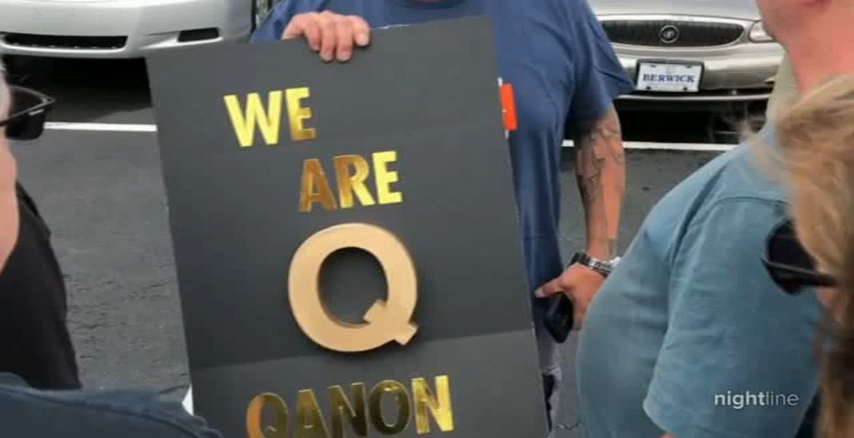 WE
ARE
Q
QANON
BERWICK
nightline